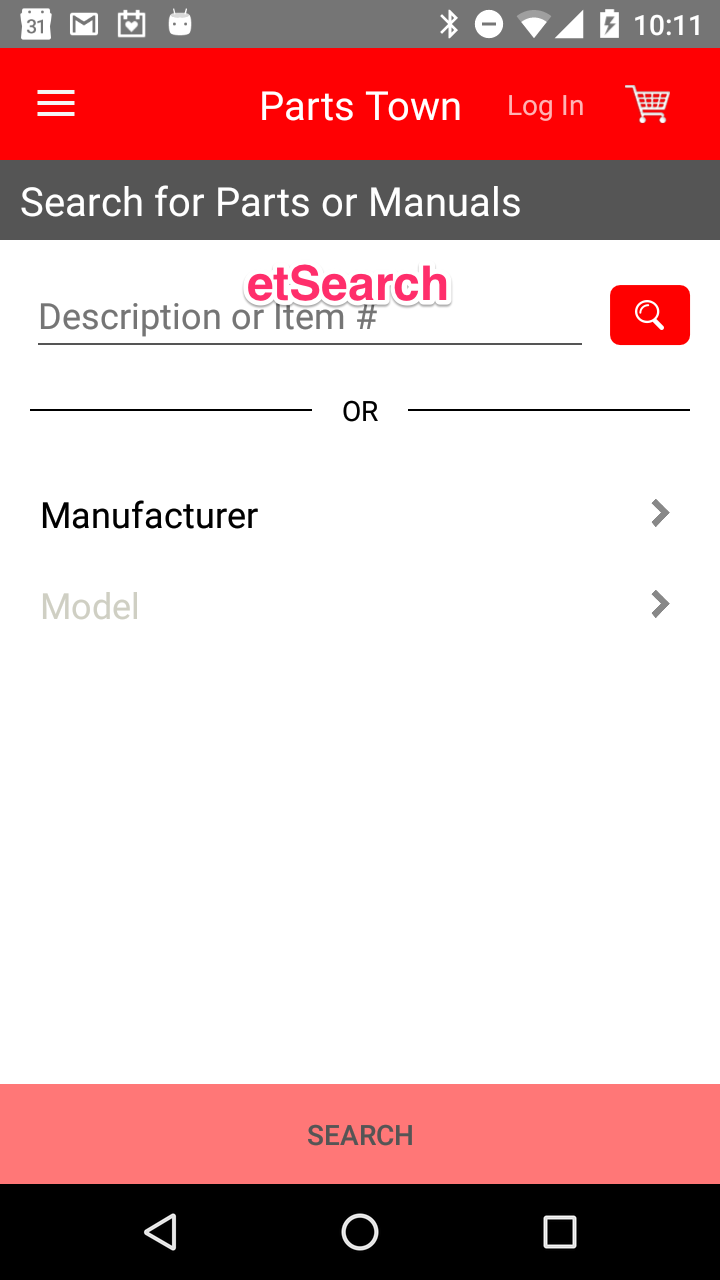 31 10:11
Parts Town Log In
Search for Parts or Manuals
etSearch
Description or Item #
OR
Manufacturer
Model
SEARCH